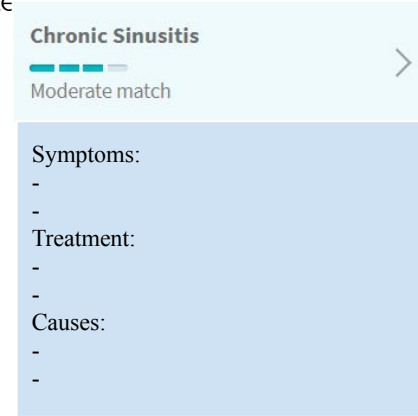 Chronic Sinusitis
Moderate match
Symptoms:
-
-
Treatment:
-
-
Causes:
-
-